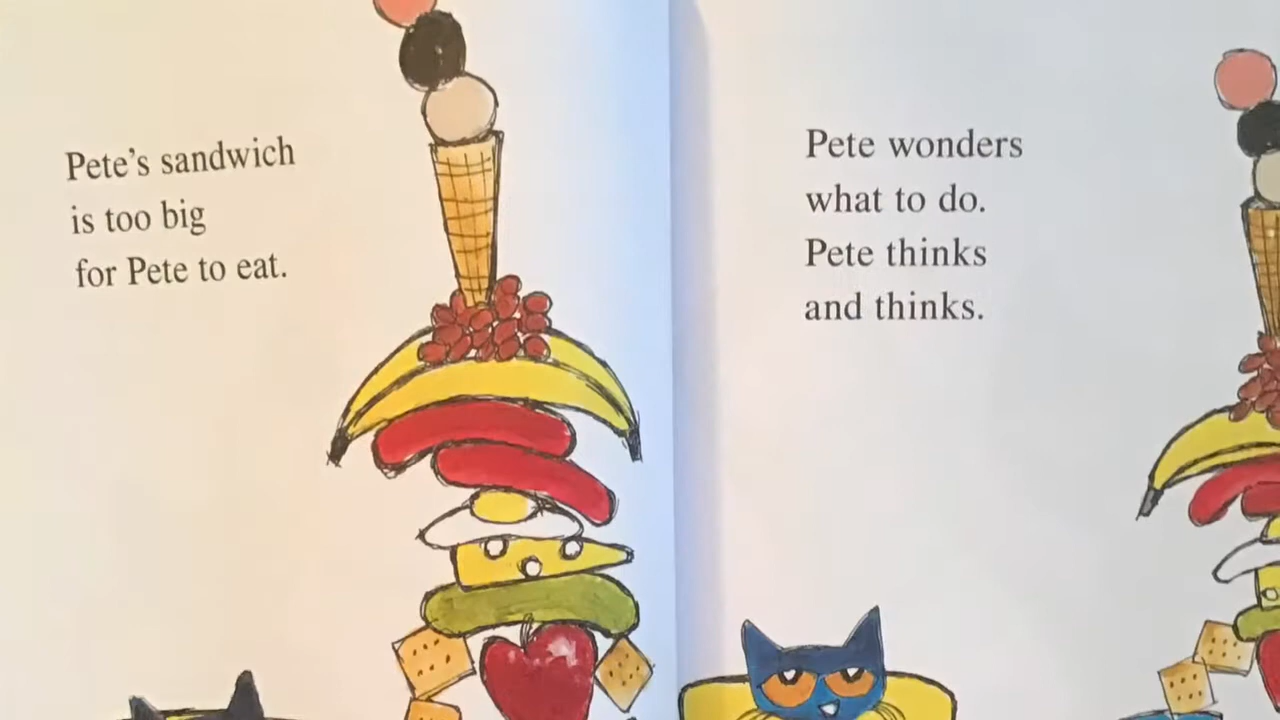 Pete's sandwich
is too big
for Pete to eat.
Pete wonders
what to do.
Pete thinks
and thinks.